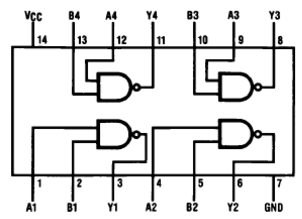 VCC B4 A4 Y4 B3 A3 Y3
14 13 12 11 10 9 8
1 2 3 4 5 6 7
A1 B1 Y1 A2 B2 Y2 GND